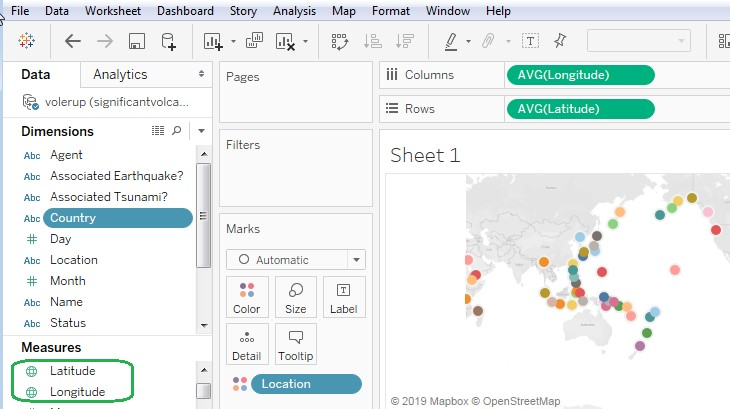 File Data Worksheet Dashboard Story Analysis Map Format Window Help
Data Analytics
Pages
Columns AVG(Longitude)
volerup (significantvolca...
Rows AVG(Latitude)
Dimensions
Filters
Abc Agent
Abc Associated Earthquake?
Sheet 1
Abc Associated Tsunami?
Abc Country
Marks
# Day
Abc Location
Automatic
# Month
Abc Name
Color Size Label
Abc Status
Measures
Detail Tooltip
Latitude
Location
Longitude
© 2019 Mapbox © OpenStreetMap